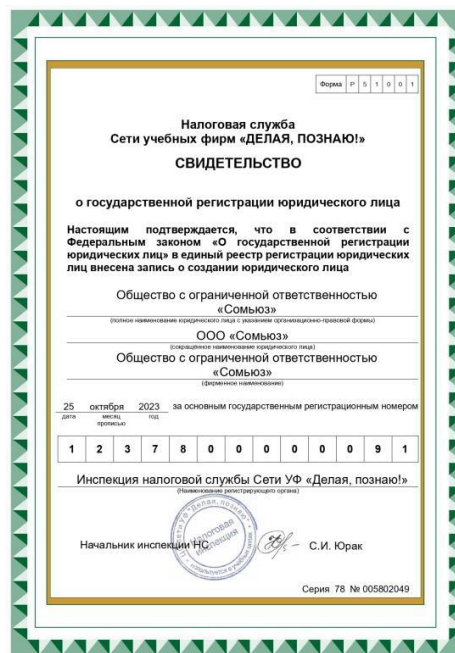 Форма Р 5 1 0 0 1
Налоговая служба
Сети учебных фирм «ДЕЛАЯ, ПОЗНАЮ!»
СВИДЕТЕЛЬСТВО
о государственной регистрации юридического лица
Настоящим подтверждается, что в соответствии с
Федеральным законом «О государственной регистрации
юридических лиц» в единый реестр регистрации юридических
лиц внесена запись о создании юридического лица
Общество с ограниченной ответственностью
«Сомьюз»
(полное наименование юридического лица с указанием организационно-правовой формы)
ООО «Сомьюз»
(сокращённое наименование юридического лица)
Общество с ограниченной ответственностью
«Сомьюз»
(фирменное наименование)
25 октября 2023 за основным государственным регистрационным номером
дата месяц год
прописью
1 2 3 7 8 0 0 0 0 0 0 9 1
Инспекция налоговой службы Сети УФ «Делая, познаю!»
(Наименование регистрирующего органа)
Налоговая
инспекция
Начальник инспекции НС С.И. Юрак
Серия 78 № 005802049